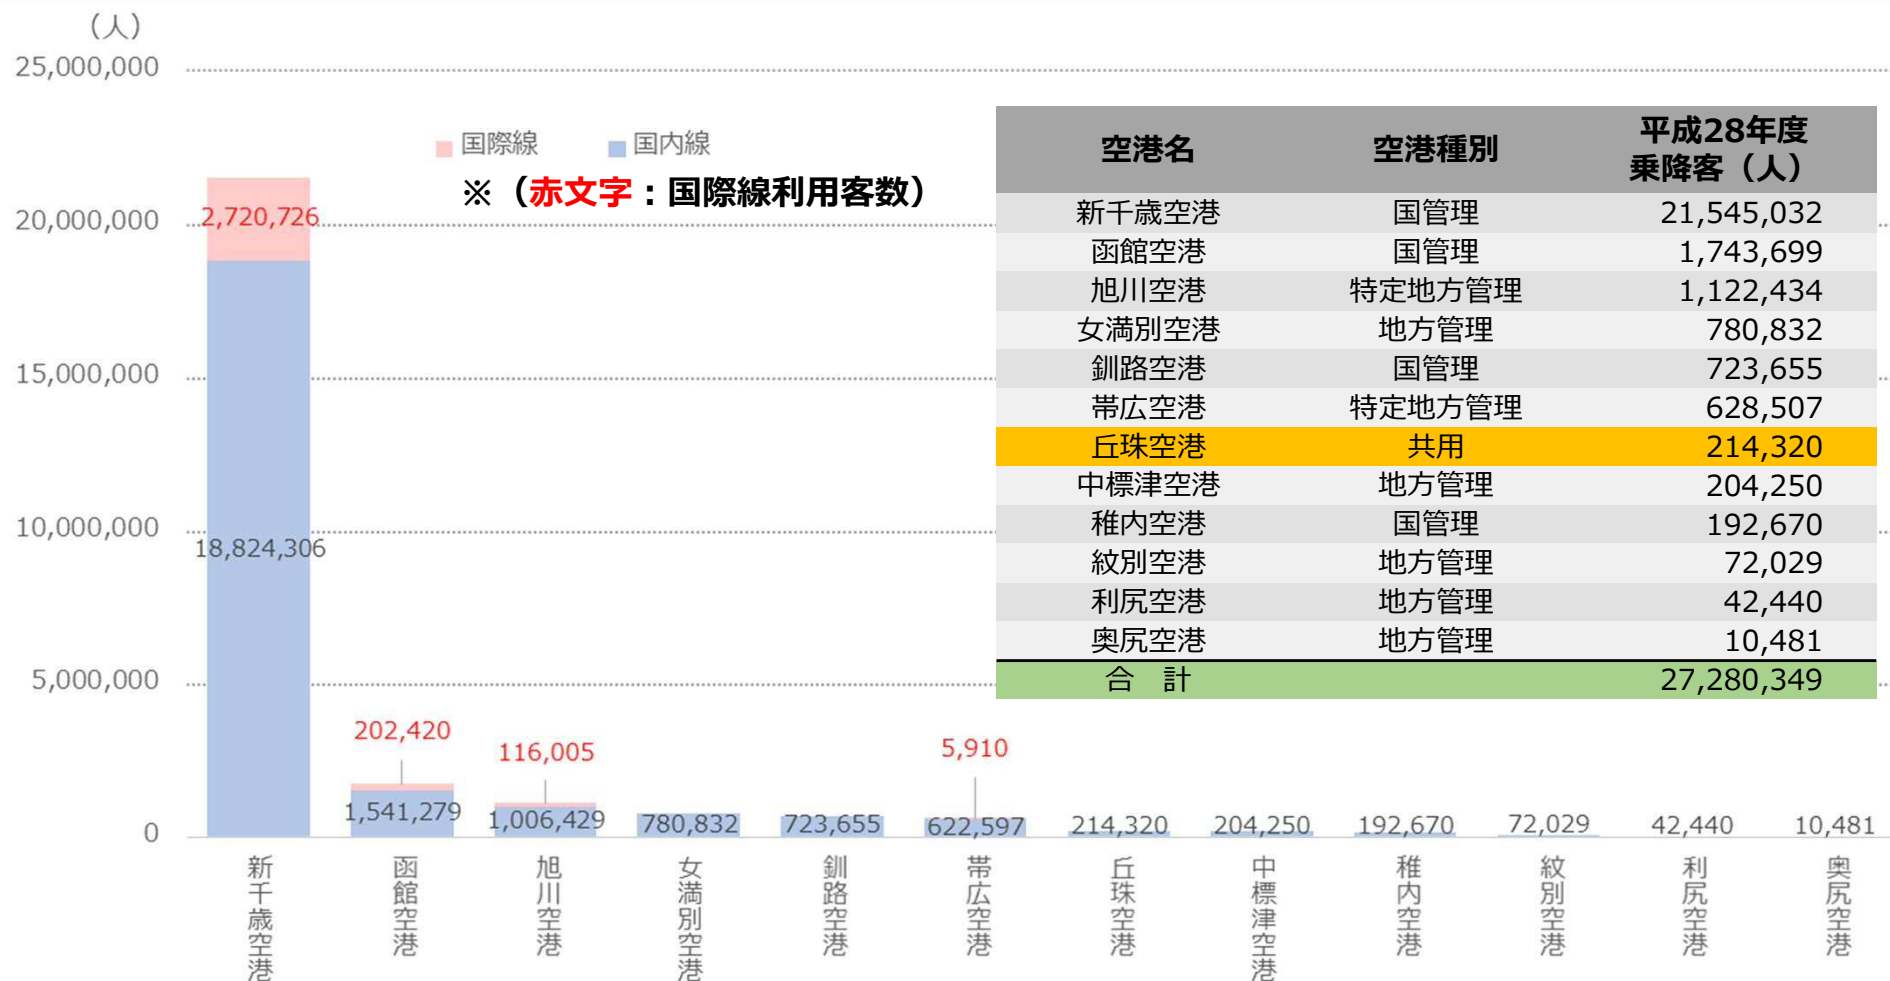 （人）
25,000,000
20,000,000
15,000,000
10,000,000
5,000,000
0
国際線 国内線
※（赤文字：国際線利用客数）
2,720,726
18,824,306
202,420
1,541,279
116,005
1,006,429
780,832
723,655
5,910
622,597
214,320
204,250
192,670
72,029
42,440
10,481
新千歳空港
函館空港
旭川空港
女満別空港
釧路空港
帯広空港
丘珠空港
中標津空港
稚内空港
紋別空港
利尻空港
奥尻空港
空港名 空港種別 平成28年度
乗降客（人）
新千歳空港 国管理 21,545,032
函館空港 国管理 1,743,699
旭川空港 特定地方管理 1,122,434
女満別空港 地方管理 780,832
釧路空港 国管理 723,655
帯広空港 特定地方管理 628,507
丘珠空港 共用 214,320
中標津空港 地方管理 204,250
稚内空港 国管理 192,670
紋別空港 地方管理 72,029
利尻空港 地方管理 42,440
奥尻空港 地方管理 10,481
合　計 27,280,349